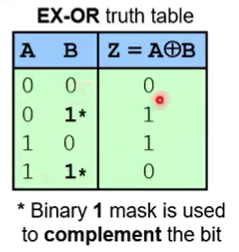 EX-OR truth table
A B Z = A⊕B
0 0 0
0 1* 1
1 0 1
1 1* 0
* Binary 1 mask is used
to complement the bit